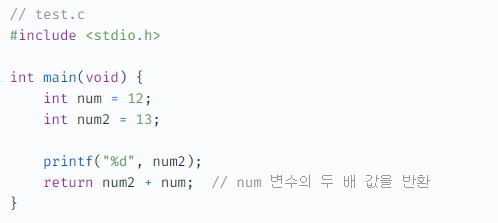 // test.c
#include <stdio.h>

int main(void) {
    int num = 12;
    int num2 = 13;

    printf("%d", num2);
    return num2 + num;  // num 변수의 두 배 값을 반환
}